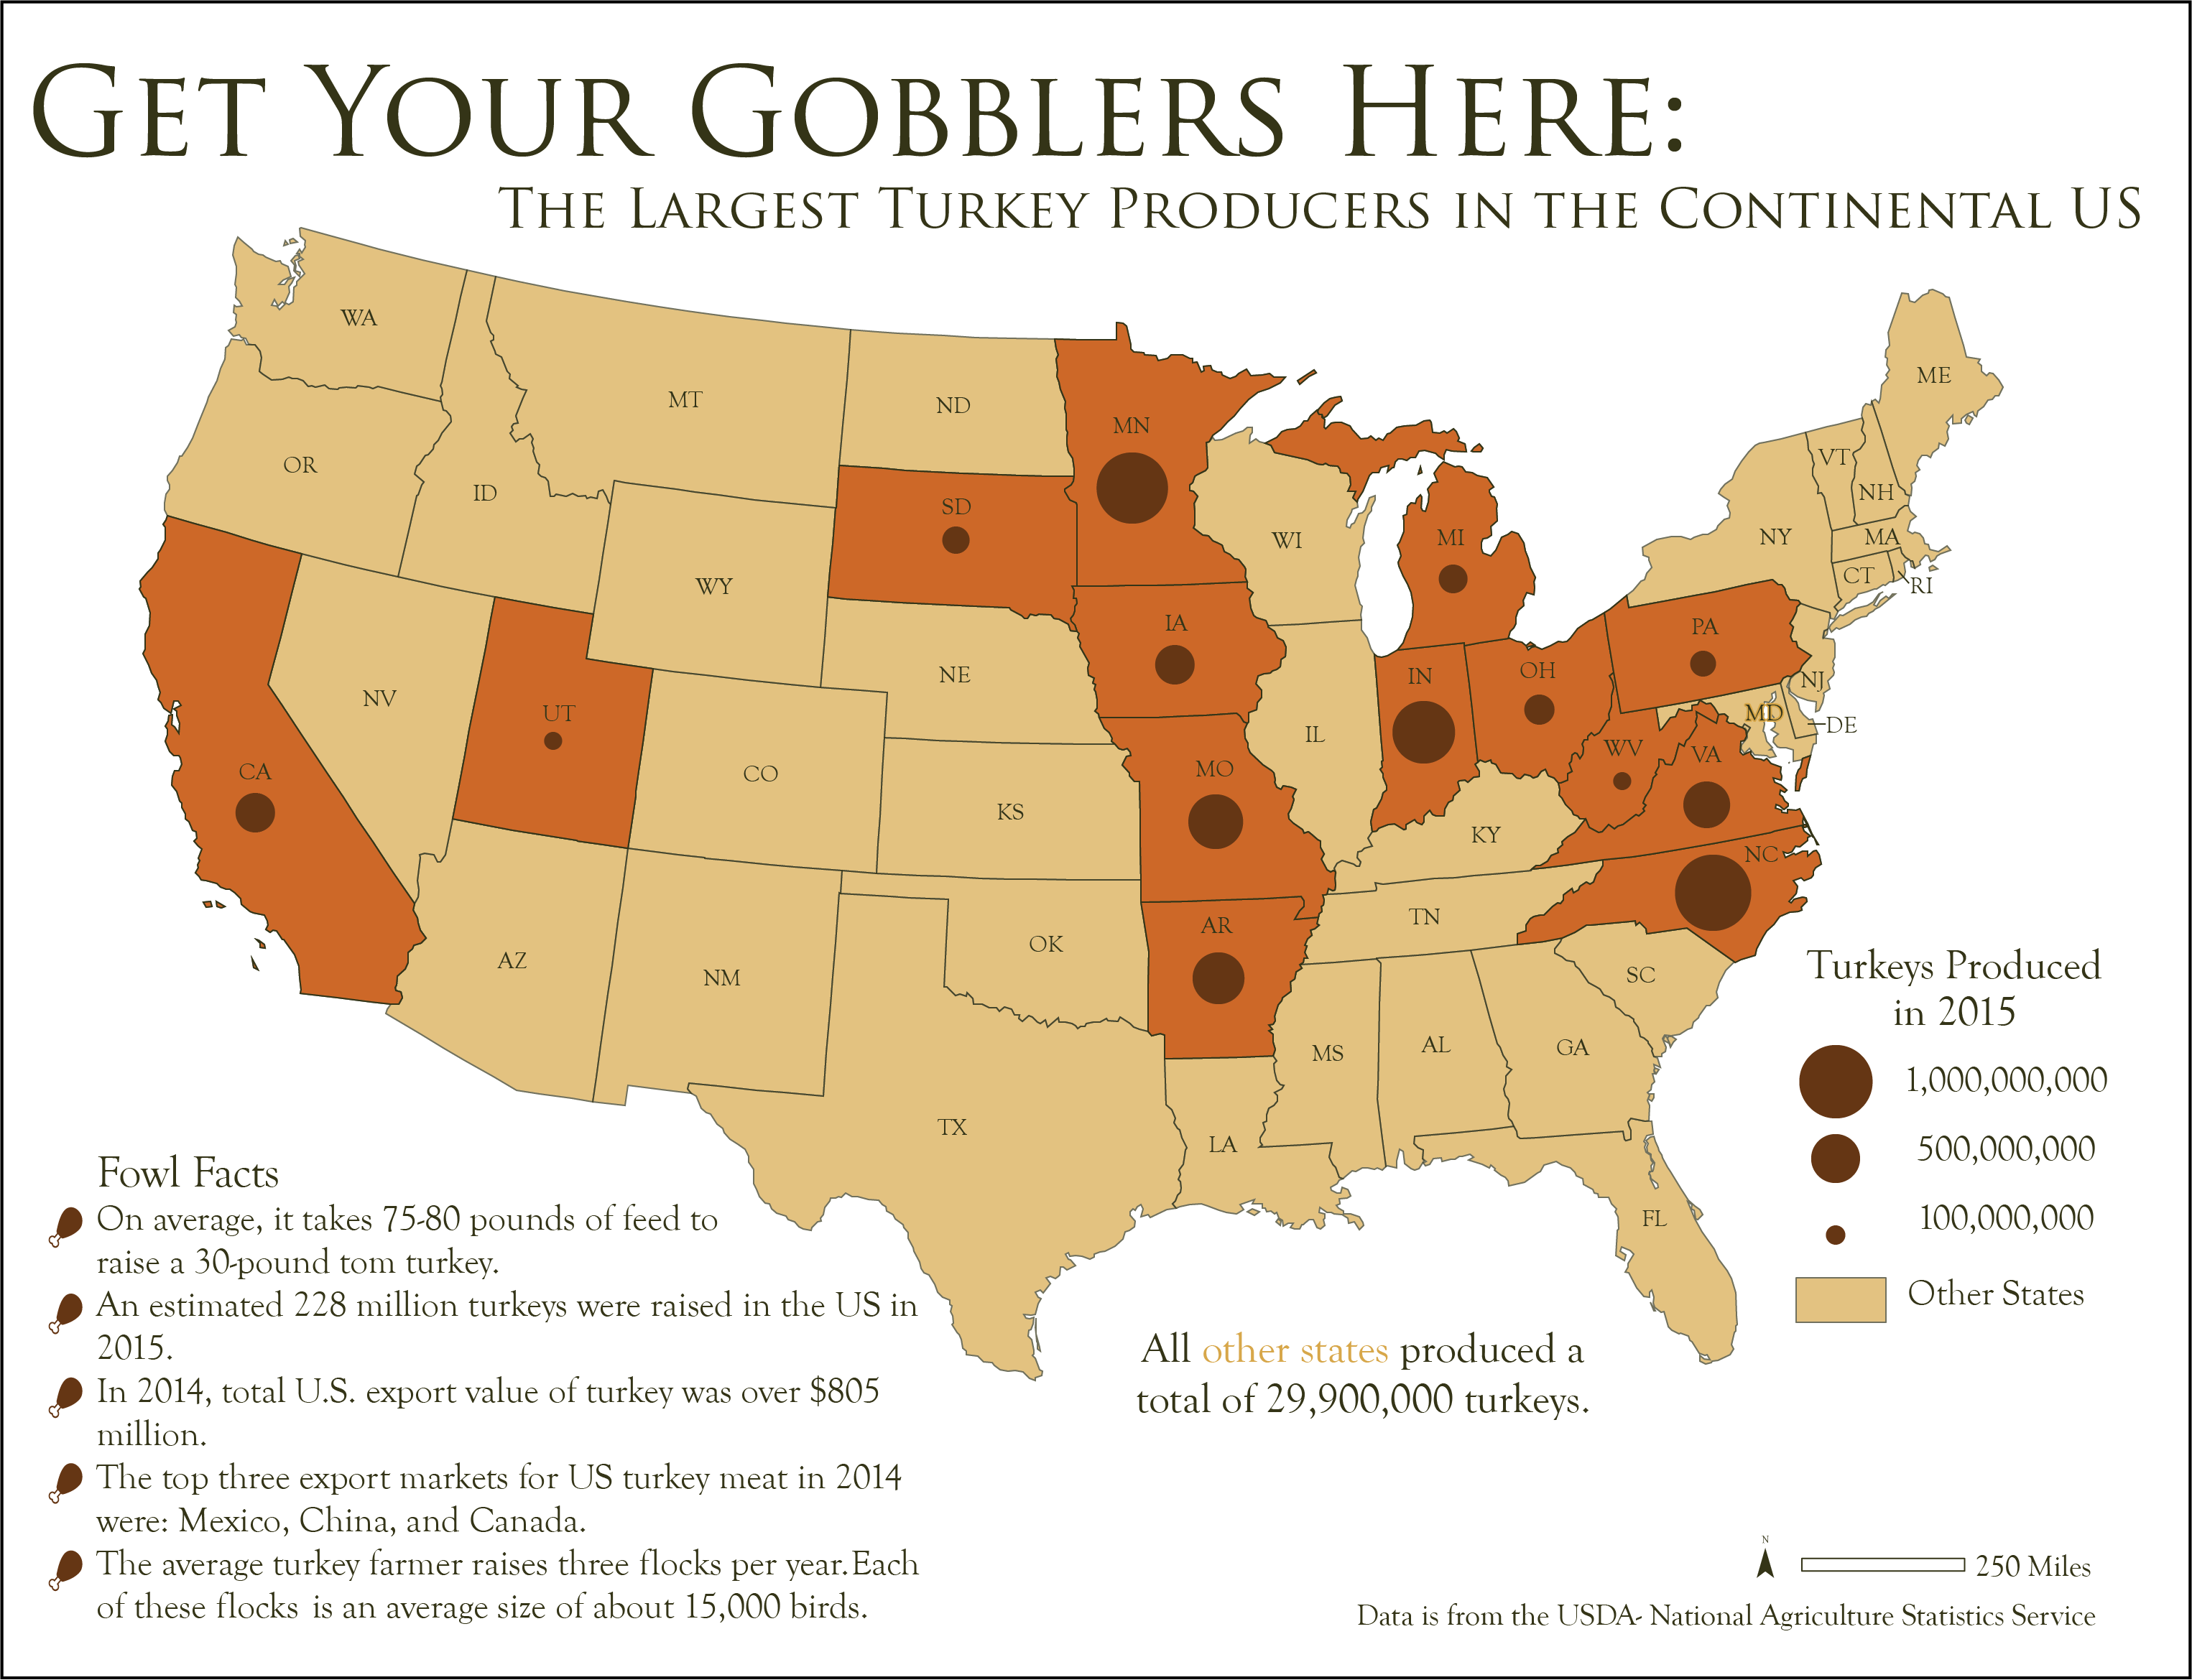 GET YOUR GOBBLERS HERE:
THE LARGEST TURKEY PRODUCERS IN THE CONTINENTAL US
WA
MT
ND
MN
ME
OR
ID
SD
WI
MI
VT
NH
NY
MA
CT
RI
WY
IA
PA
NV
UT
NE
IL
IN
OH
NJ
MD
DE
CA
CO
KS
MO
WV
VA
KY
NC
AZ
NM
OK
AR
TN
SC
TX
LA
MS
AL
GA
FL
Turkeys Produced
in 2015
1,000,000,000
500,000,000
100,000,000
Other States
Fowl Facts
On average, it takes 75-80 pounds of feed to
raise a 30-pound tom turkey.
An estimated 228 million turkeys were raised in the US in
2015.
In 2014, total U.S. export value of turkey was over $805
million.
The top three export markets for US turkey meat in 2014
were: Mexico, China, and Canada.
The average turkey farmer raises three flocks per year.Each
of these flocks is an average size of about 15,000 birds.
All other states produced a
total of 29,900,000 turkeys.
N
250 Miles
Data is from the USDA- National Agriculture Statistics Service